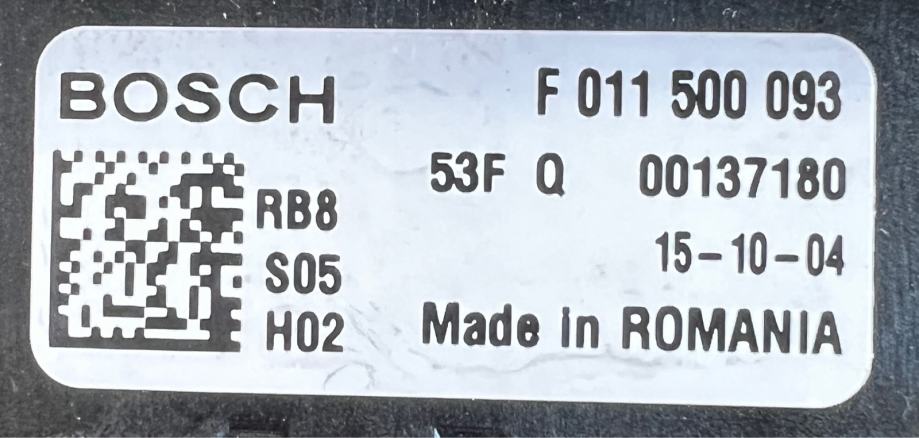 BOSCH F 011 500 093
53F Q 00137180
RB8
15-10-04
S05
H02 Made in ROMANIA